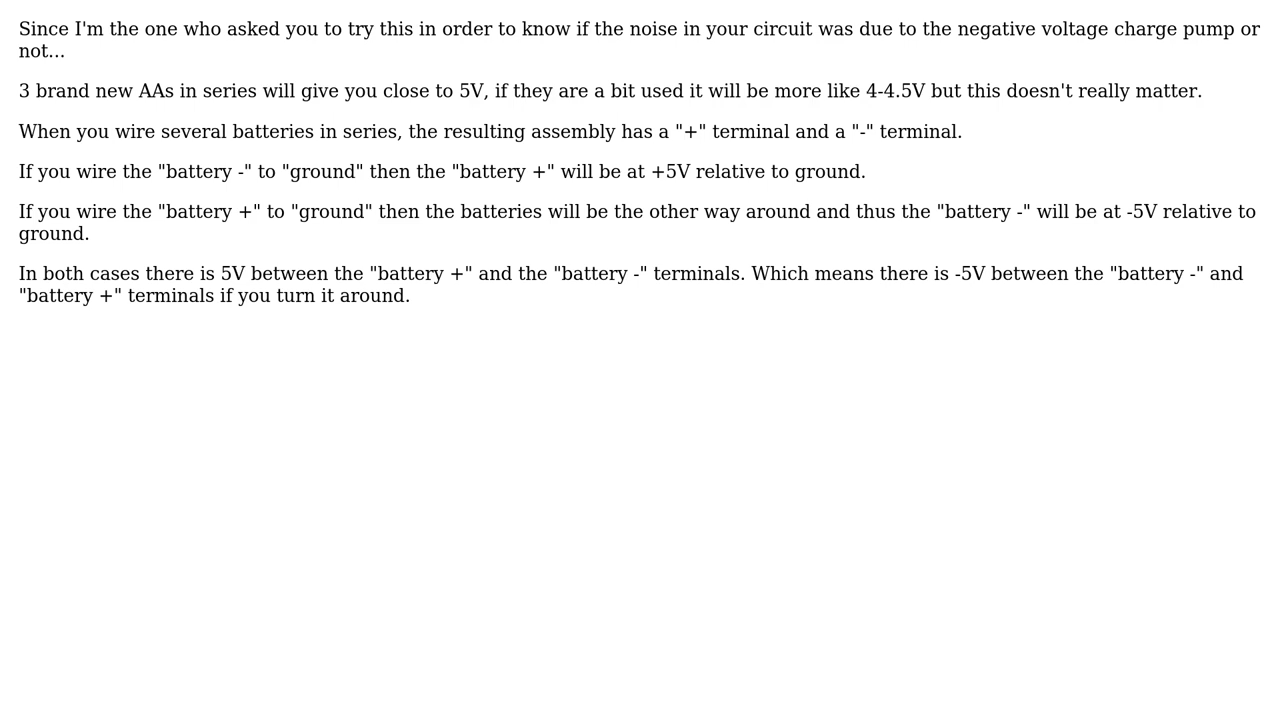 Since I'm the one who asked you to try this in order to know if the noise in your circuit was due to the negative voltage charge pump or
not...
3 brand new AAs in series will give you close to 5V, if they are a bit used it will be more like 4-4.5V but this doesn't really matter.
When you wire several batteries in series, the resulting assembly has a "+" terminal and a "-" terminal.
If you wire the "battery -" to "ground" then the "battery +" will be at +5V relative to ground.
If you wire the "battery +" to "ground" then the batteries will be the other way around and thus the "battery -" will be at -5V relative to
ground.
In both cases there is 5V between the "battery +" and the "battery -" terminals. Which means there is -5V between the "battery -" and
"battery +" terminals if you turn it around.